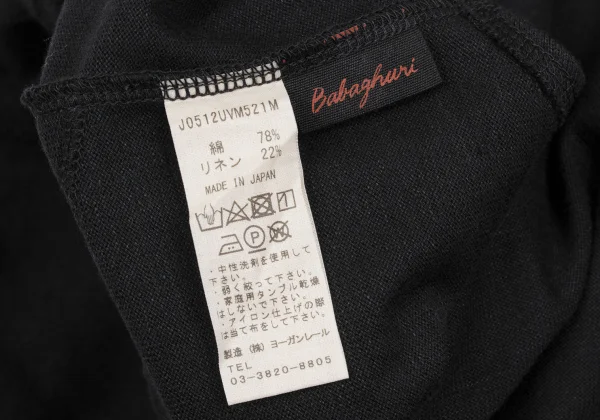 Babaghuri
J0512UVM521M
綿 78%
リネン 22%
MADE IN JAPAN
P W
・中性洗剤を使用して
下さい。
・弱く絞って下さい。
・家庭用タンブル乾燥
はしないで下さい。
・アイロン仕上げの際
は当て布をして下さい。
製造 (株) ヨーガンレール
TEL
03-3820-8805